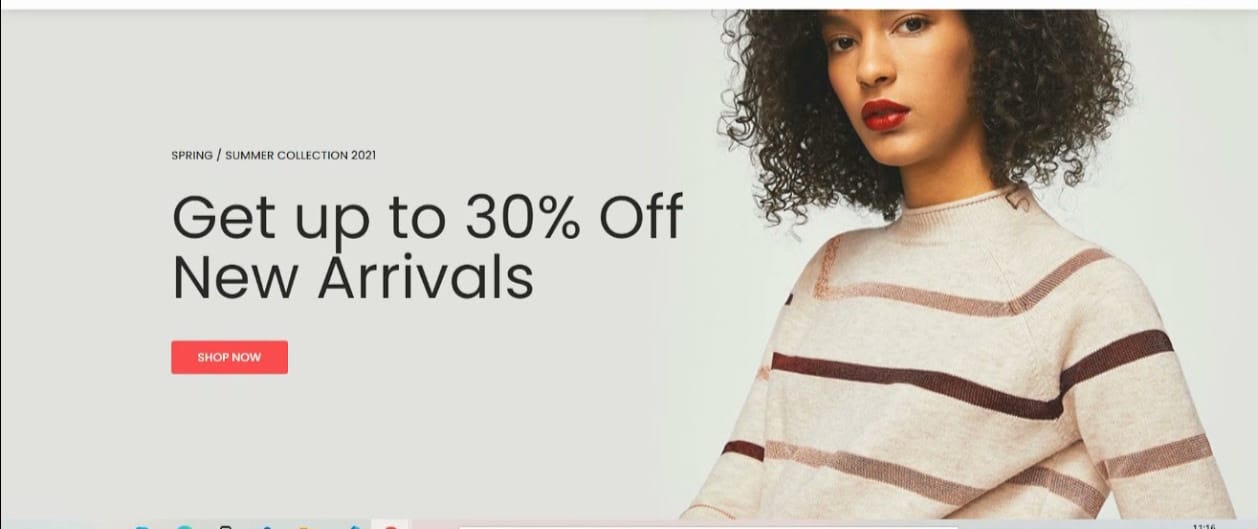 SPRING / SUMMER COLLECTION 2021
Get up to 30% Off
New Arrivals
SHOP NOW